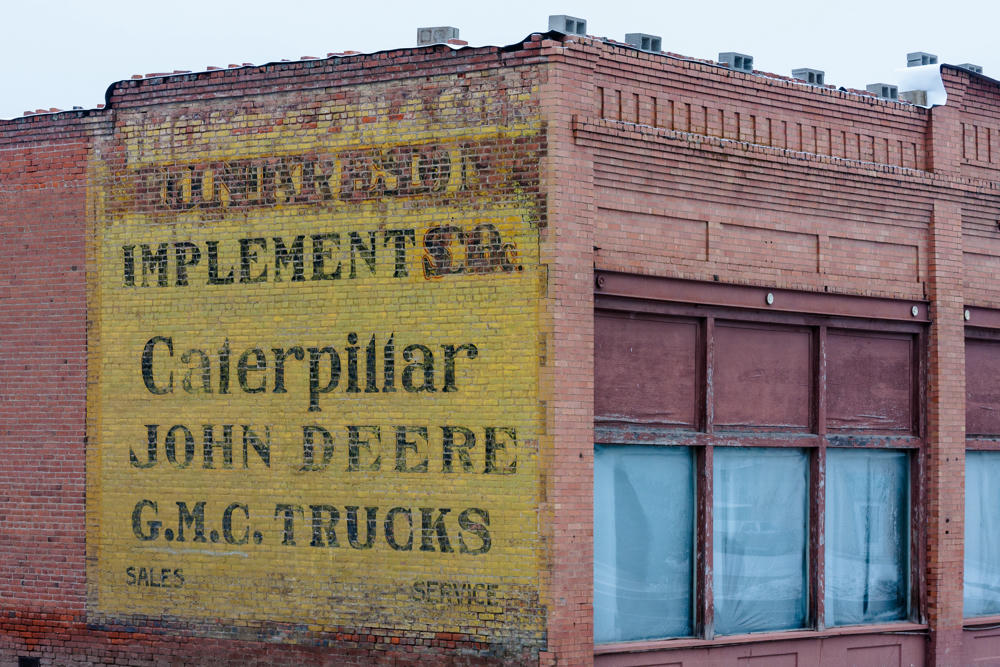 IMPLEMENT CO.
Caterpillar
JOHN DEERE
G.M.C. TRUCKS
SALES SERVICE